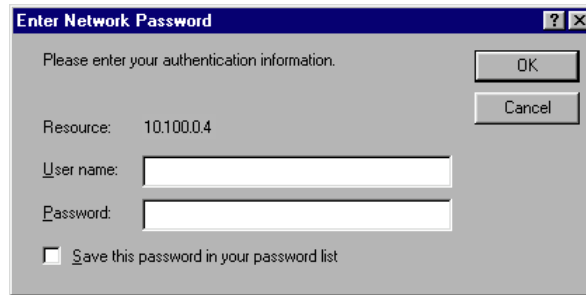 Enter Network Password
Please enter your authentication information.
OK
Cancel
Resource: 10.100.0.4
User name:
Password:
Save this password in your password list